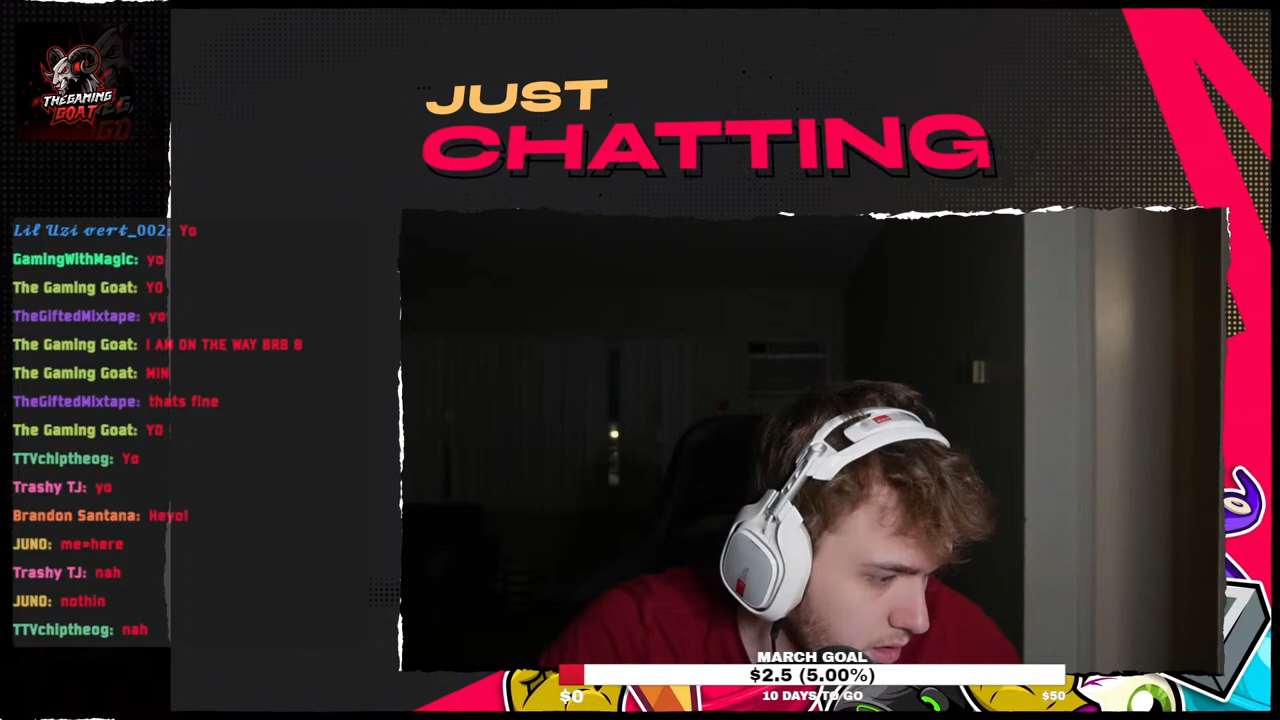 THEGAMING
GOAT
JUST
CHATTING
Lil Uzi vert_002: Yo
GamingWithMagic: yo
The Gaming Goat: YO
TheGiftedMixtape: yo
The Gaming Goat: I AM ON THE WAY BRB 8
The Gaming Goat: MIN
TheGiftedMixtape: thats fine
The Gaming Goat: YO
TTVchiptheog: Yo
Trashy TJ: yo
Brandon Santana: Heyo!
JUNO: me=here
Trashy TJ: nah
JUNO: nothin
TTVchiptheog: nah
MARCH GOAL
$2.5 (5.00%)
$0 10 DAYS TO GO $50